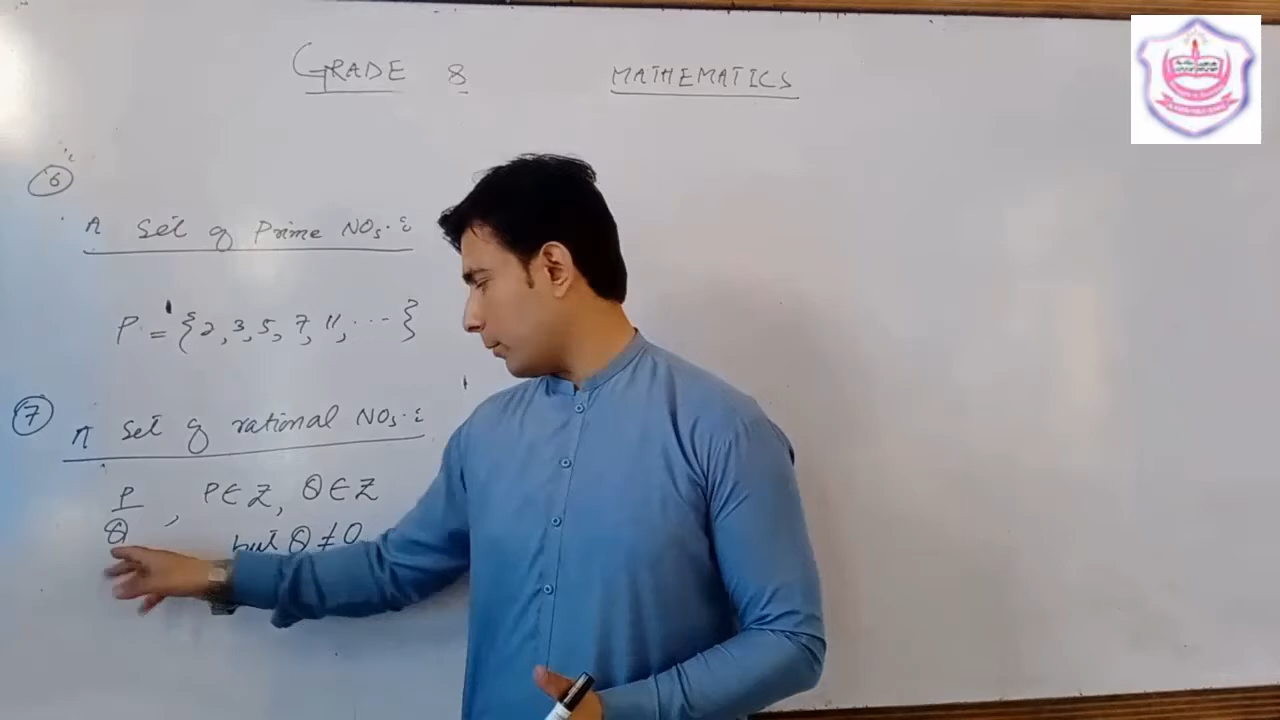 GRADE 8 MATHEMATICS
6
A Set of Prime NOs:
P = {2, 3, 5, 7, 11, ...}
7
A Set of rational NOs:
P/Q , P∈Z, Q∈Z
but Q≠0